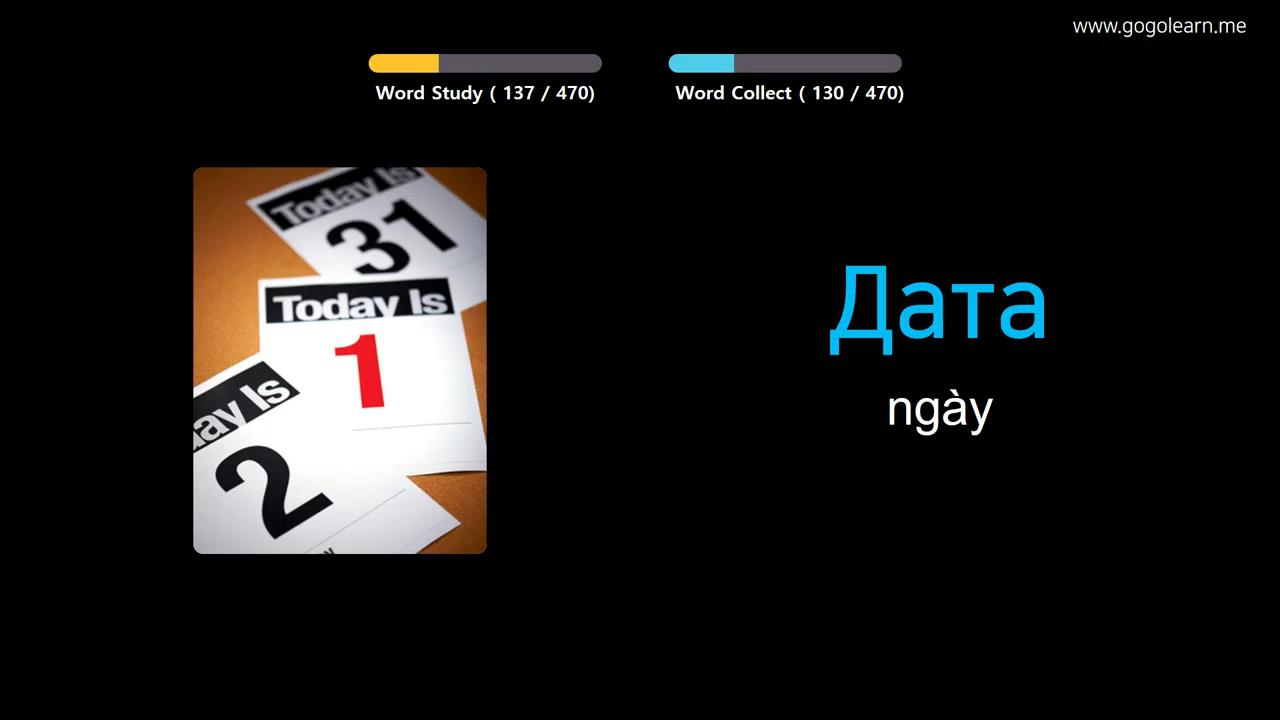 www.gogolearn.me
Word Study ( 137 / 470)
Word Collect ( 130 / 470)
Today Is
31
Today Is
1
ay Is
2
Дата
ngày